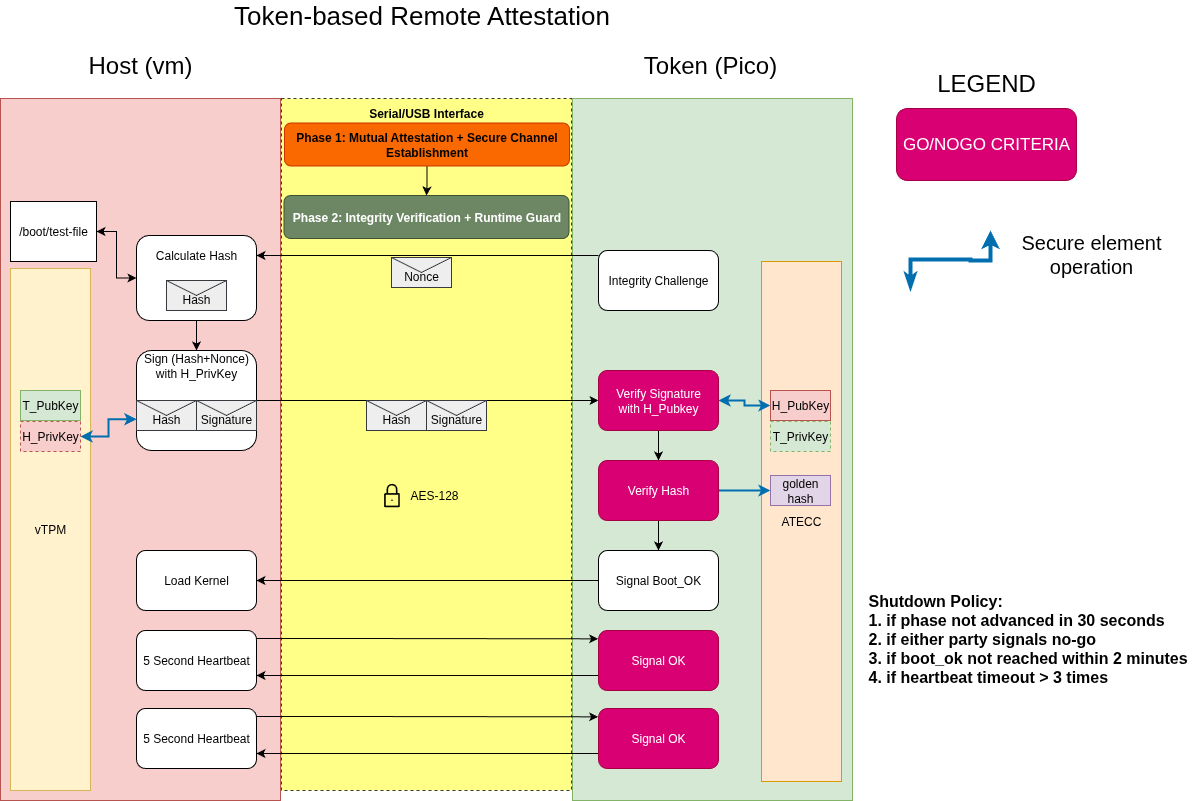 Token-based Remote Attestation
Host (vm)
Token (Pico)
LEGEND
Serial/USB Interface
Phase 1: Mutual Attestation + Secure Channel
Establishment
GO/NOGO CRITERIA
Phase 2: Integrity Verification + Runtime Guard
/boot/test-file
Calculate Hash
Hash
Nonce
Integrity Challenge
Secure element
operation
Sign (Hash+Nonce)
with H_PrivKey
Hash
Signature
Hash
Signature
Verify Signature
with H_Pubkey
T_PubKey
H_PrivKey
H_PubKey
T_PrivKey
Verify Hash
golden
hash
AES-128
vTPM
ATECC
Load Kernel
Signal Boot_OK
5 Second Heartbeat
Signal OK
5 Second Heartbeat
Signal OK
Shutdown Policy:
1. if phase not advanced in 30 seconds
2. if either party signals no-go
3. if boot_ok not reached within 2 minutes
4. if heartbeat timeout > 3 times